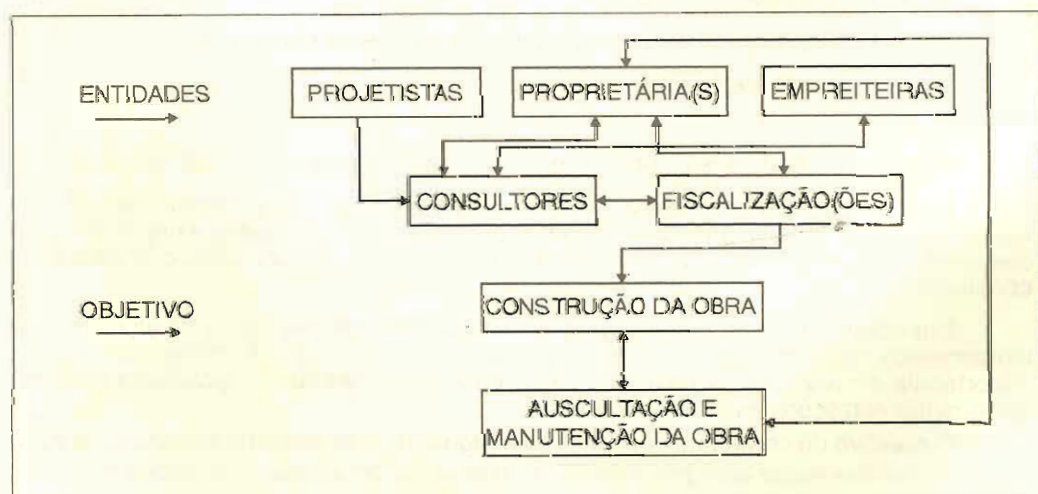 ENTIDADES
PROJETISTAS
PROPRIETÁRIA(S)
EMPREITEIRAS
CONSULTORES
FISCALIZAÇÃO(ÕES)
OBJETIVO
CONSTRUÇÃO DA OBRA
AUSCULTAÇÃO E
MANUTENÇÃO DA OBRA